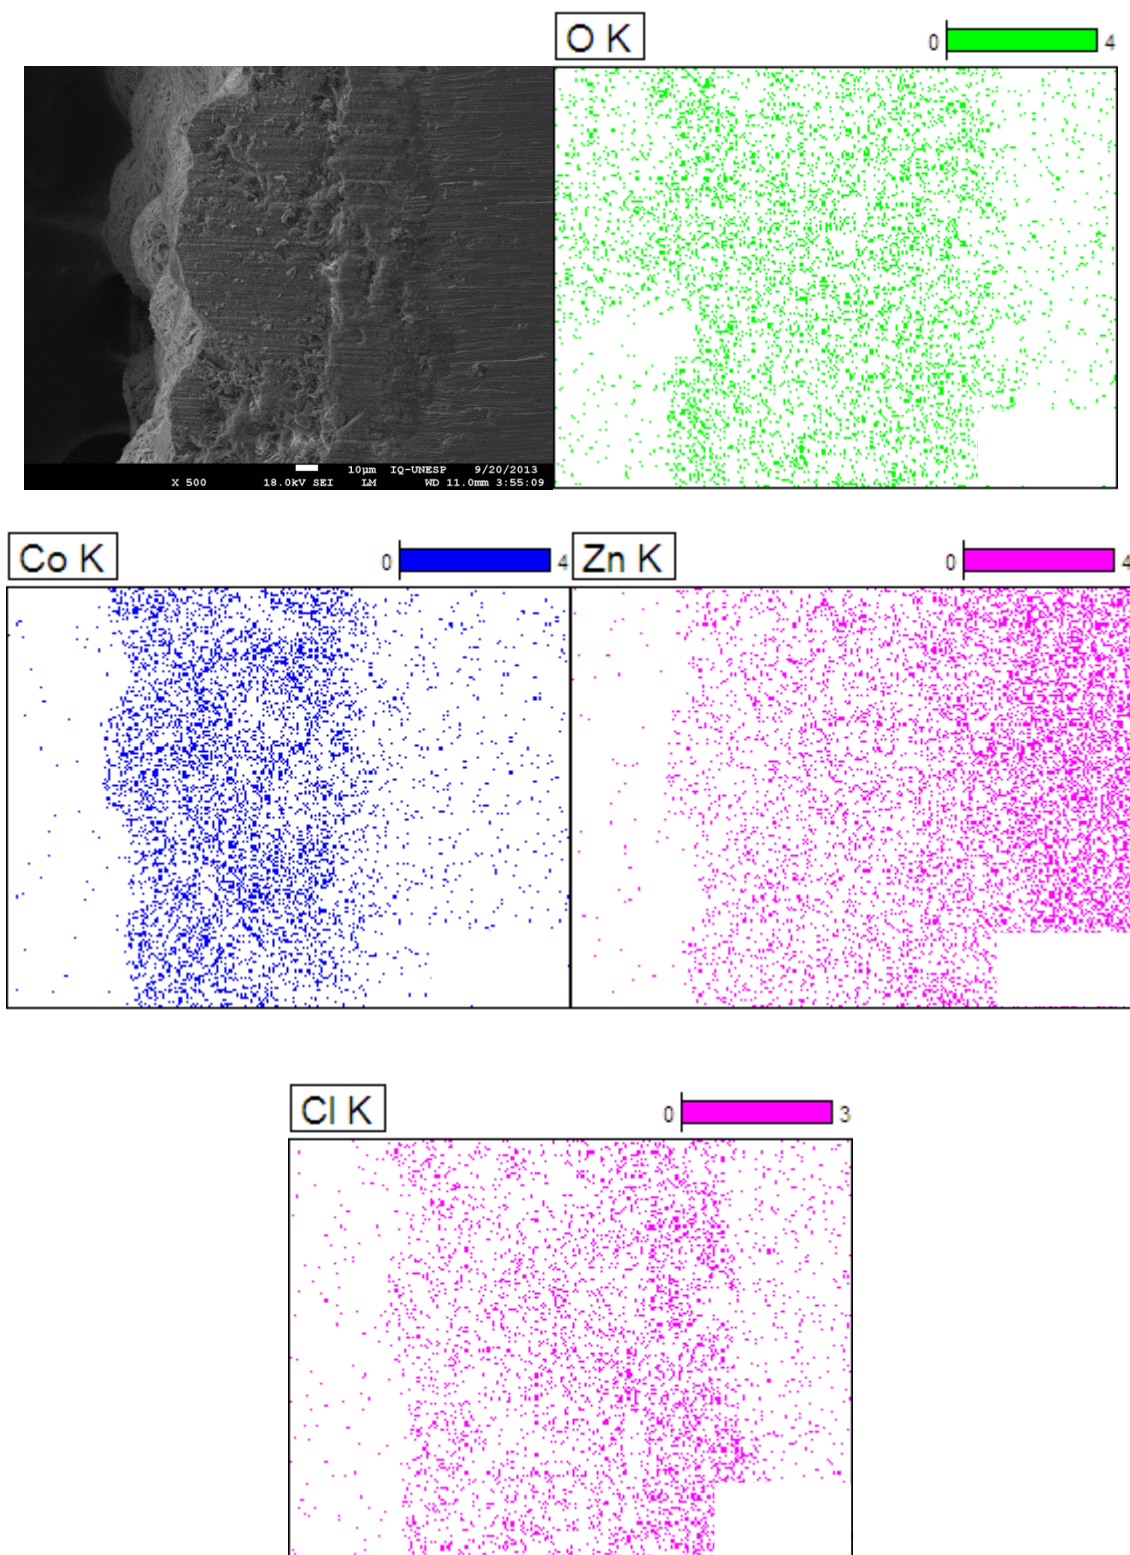 O K
0 4
10µm IQ-UNESP 9/20/2013
X 500 18.0kV SEI LM WD 11.0mm 3:55:09
Co K
0 4
Zn K
0 4
Cl K
0 3